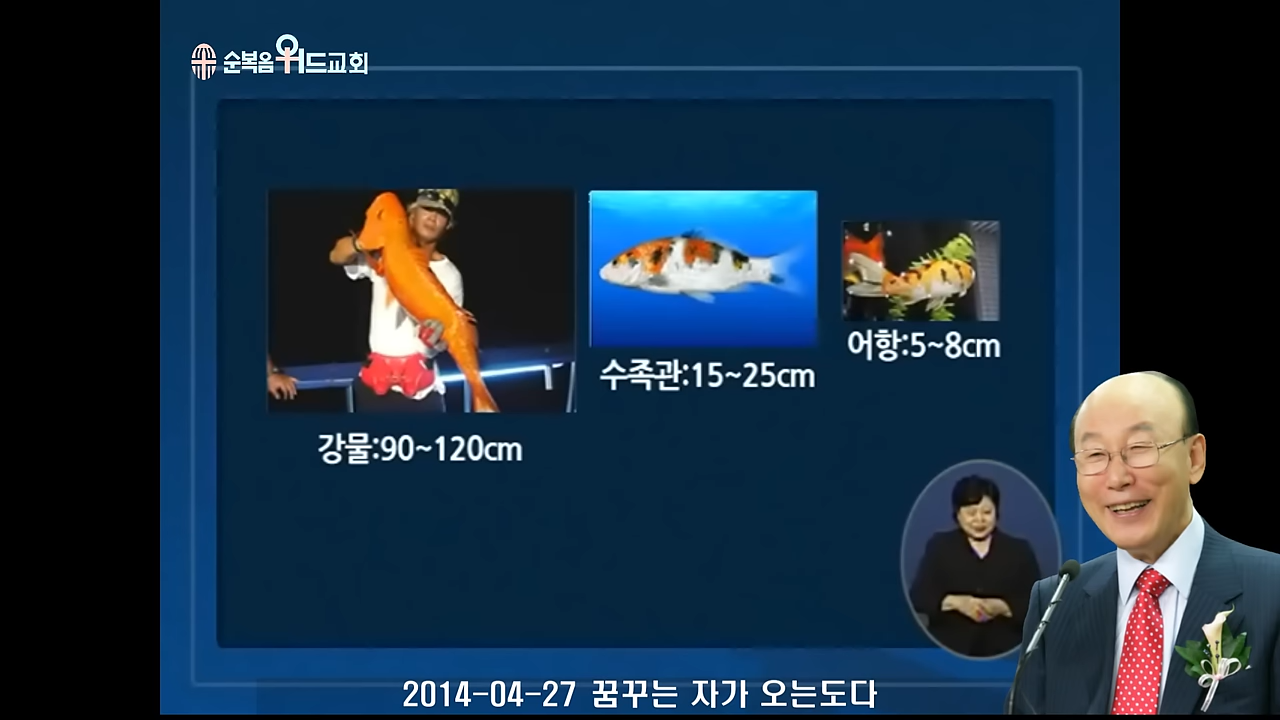 순복음위드교회
어항:5~8cm
수족관:15~25cm
강물:90~120cm
2014-04-27 꿈꾸는 자가 오는도다